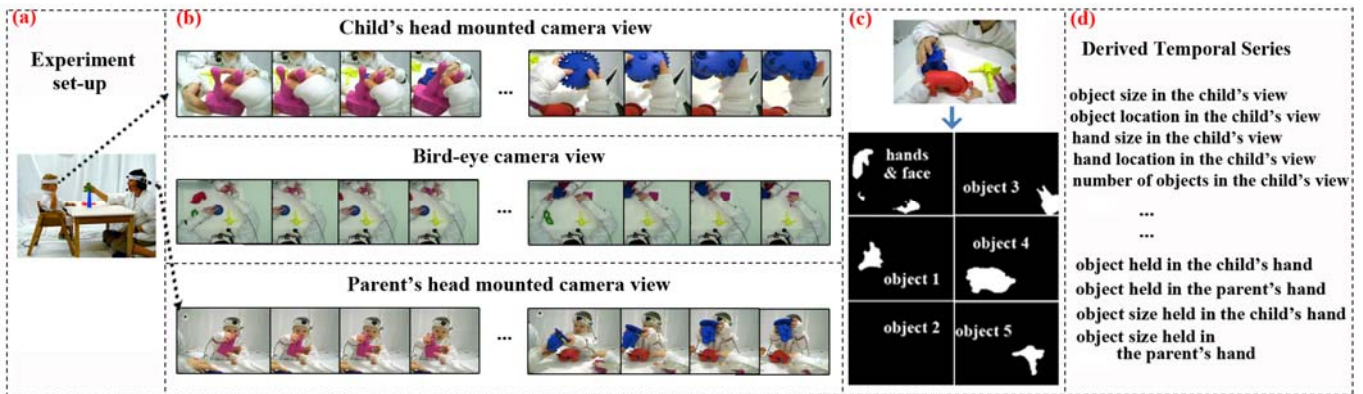 (a)
Experiment
set-up
(b)
Child's head mounted camera view
...
Bird-eye camera view
...
Parent's head mounted camera view
...
(c)
hands
& face
object 3
object 1
object 4
object 2
object 5
(d)
Derived Temporal Series
object size in the child's view
object location in the child's view
hand size in the child's view
hand location in the child's view
number of objects in the child's view
...
...
object held in the child's hand
object held in the parent's hand
object size held in the child's hand
object size held in
the parent's hand